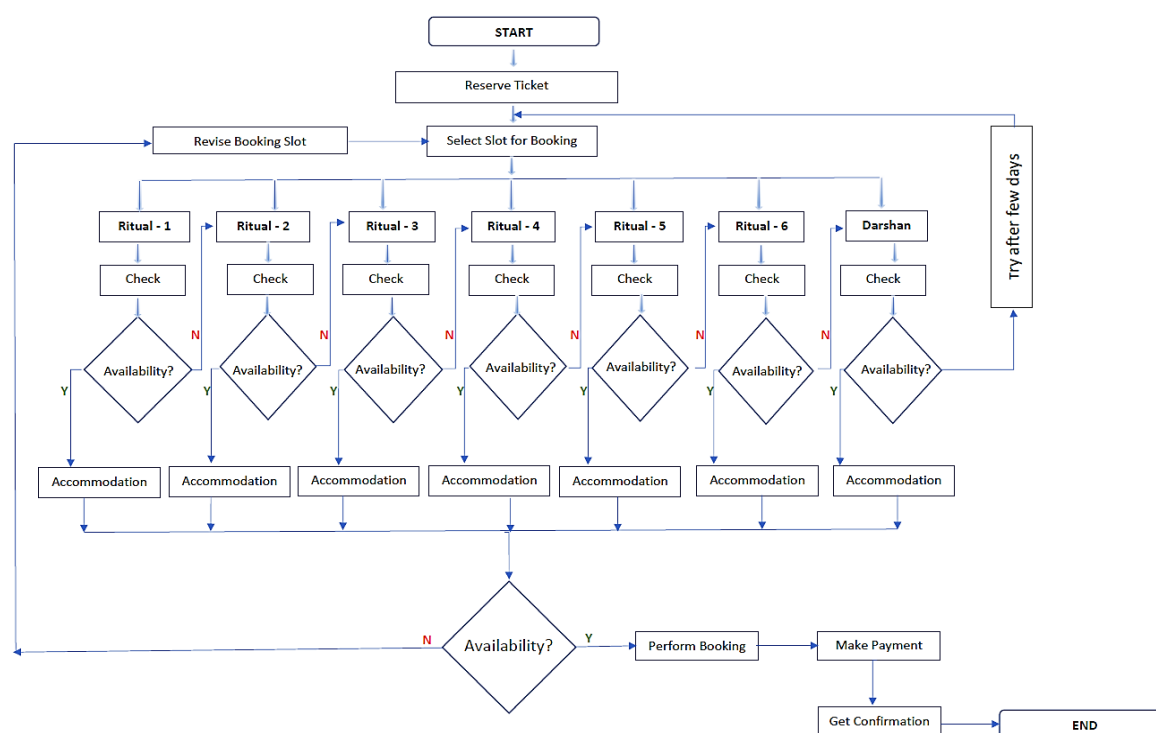 START
Reserve Ticket
Revise Booking Slot
Select Slot for Booking
Try after few days
Ritual - 1
Ritual - 2
Ritual - 3
Ritual - 4
Ritual - 5
Ritual - 6
Darshan
Check
Check
Check
Check
Check
Check
Check
N
N
N
N
N
N
Availability?
Availability?
Availability?
Availability?
Availability?
Availability?
Availability?
Y
Y
Y
Y
Y
Y
Y
Accommodation
Accommodation
Accommodation
Accommodation
Accommodation
Accommodation
Accommodation
N
Availability?
Y
Perform Booking
Make Payment
Get Confirmation
END